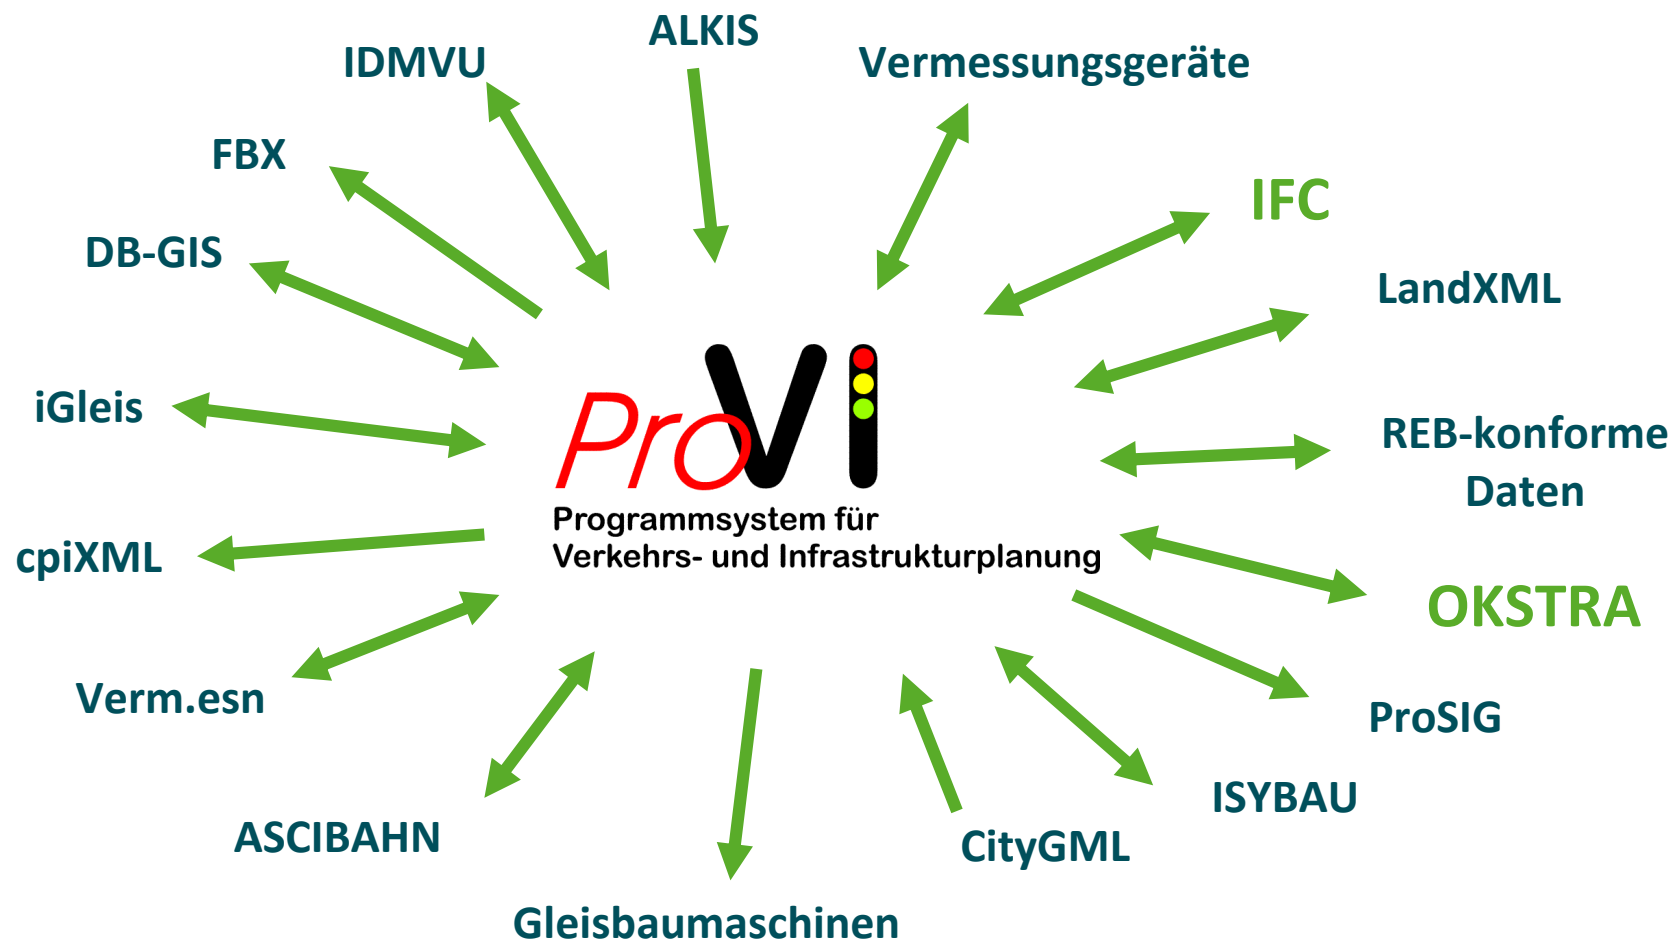 ALKIS
IDMVU
Vermessungsgeräte
FBX
IFC
DB-GIS
LandXML
iGleis
REB-konforme
Daten
ProVI
Programmsystem für
Verkehrs- und Infrastrukturplanung
cpiXML
OKSTRA
Verm.esn
ProSIG
ISYBAU
ASCIBAHN
CityGML
Gleisbaumaschinen